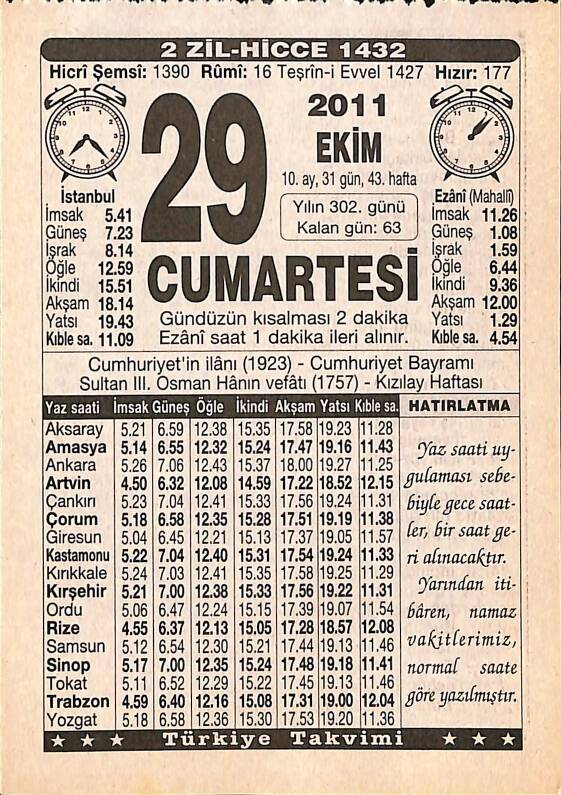 2 ZİL-HİCCE 1432
Hicrî Şemsî: 1390 Rûmî: 16 Teşrîn-i Evvel 1427 Hızır: 177
29
2011
EKİM
10. ay, 31 gün, 43. hafta
Yılın 302. günü
Kalan gün: 63
CUMARTESİ
Gündüzün kısalması 2 dakika
Ezânî saat 1 dakika ileri alınır.
İstanbul
İmsak 5.41
Güneş 7.23
İşrak 8.14
Öğle 12.59
İkindi 15.51
Akşam 18.14
Yatsı 19.43
Kıble sa. 11.09
Ezânî (Mahallî)
İmsak 11.26
Güneş 1.08
İşrak 1.59
Öğle 6.44
İkindi 9.36
Akşam 12.00
Yatsı 1.29
Kıble sa. 4.54
Cumhuriyet'in ilânı (1923) - Cumhuriyet Bayramı
Sultan III. Osman Hânın vefâtı (1757) - Kızılay Haftası
Yaz saati İmsak Güneş Öğle İkindi Akşam Yatsı Kıble sa.
Aksaray 5.21 6.59 12.38 15.35 17.58 19.23 11.28
Amasya 5.14 6.55 12.32 15.24 17.47 19.16 11.43
Ankara 5.26 7.06 12.43 15.37 18.00 19.27 11.25
Artvin 4.50 6.32 12.08 14.59 17.22 18.52 12.15
Çankırı 5.23 7.04 12.41 15.33 17.56 19.24 11.31
Çorum 5.18 6.58 12.35 15.28 17.51 19.19 11.38
Giresun 5.04 6.45 12.21 15.13 17.37 19.05 11.57
Kastamonu 5.22 7.04 12.40 15.31 17.54 19.24 11.33
Kırıkkale 5.24 7.03 12.41 15.35 17.58 19.25 11.29
Kırşehir 5.21 7.00 12.38 15.33 17.56 19.22 11.31
Ordu 5.06 6.47 12.24 15.15 17.39 19.07 11.54
Rize 4.55 6.37 12.13 15.05 17.28 18.57 12.08
Samsun 5.12 6.54 12.30 15.21 17.44 19.13 11.46
Sinop 5.17 7.00 12.35 15.24 17.48 19.18 11.41
Tokat 5.11 6.52 12.29 15.22 17.45 19.13 11.46
Trabzon 4.59 6.40 12.16 15.08 17.31 19.00 12.04
Yozgat 5.18 6.58 12.36 15.30 17.53 19.20 11.36
HATIRLATMA
Yaz saati uy-
gulaması sebe-
biyle gece saat-
ler, bir saat ge-
ri alınacaktır.
Yarından iti-
bâren, namaz
vakitlerimiz,
normal saate
göre yazılmıştır.
Türkiye Takvimi